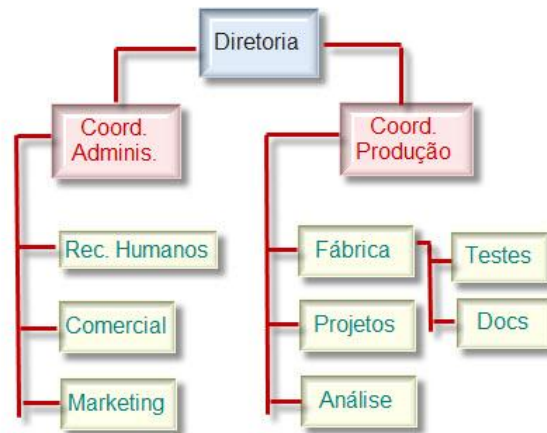 Diretoria
Coord.
Adminis.
Coord.
Produção
Rec. Humanos
Comercial
Marketing
Fábrica
Projetos
Análise
Testes
Docs